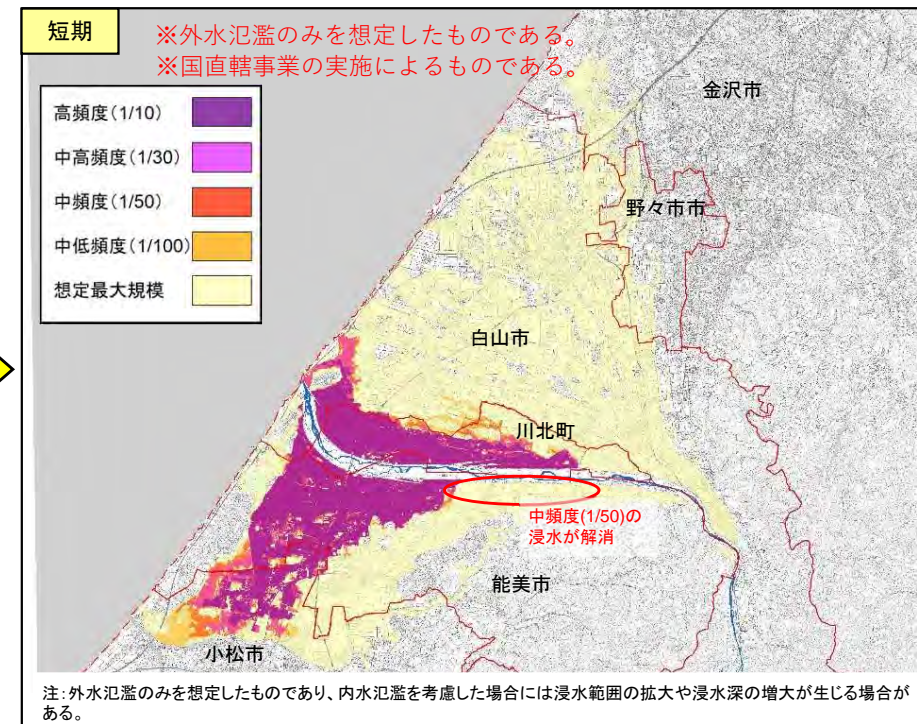 短期
※外水氾濫のみを想定したものである。
※国直轄事業の実施によるものである。
高頻度(1/10)
中高頻度(1/30)
中頻度(1/50)
中低頻度(1/100)
想定最大規模
金沢市
野々市市
白山市
川北町
中頻度(1/50)の
浸水が解消
能美市
小松市
注:外水氾濫のみを想定したものであり、内水氾濫を考慮した場合には浸水範囲の拡大や浸水深の増大が生じる場合が
ある。